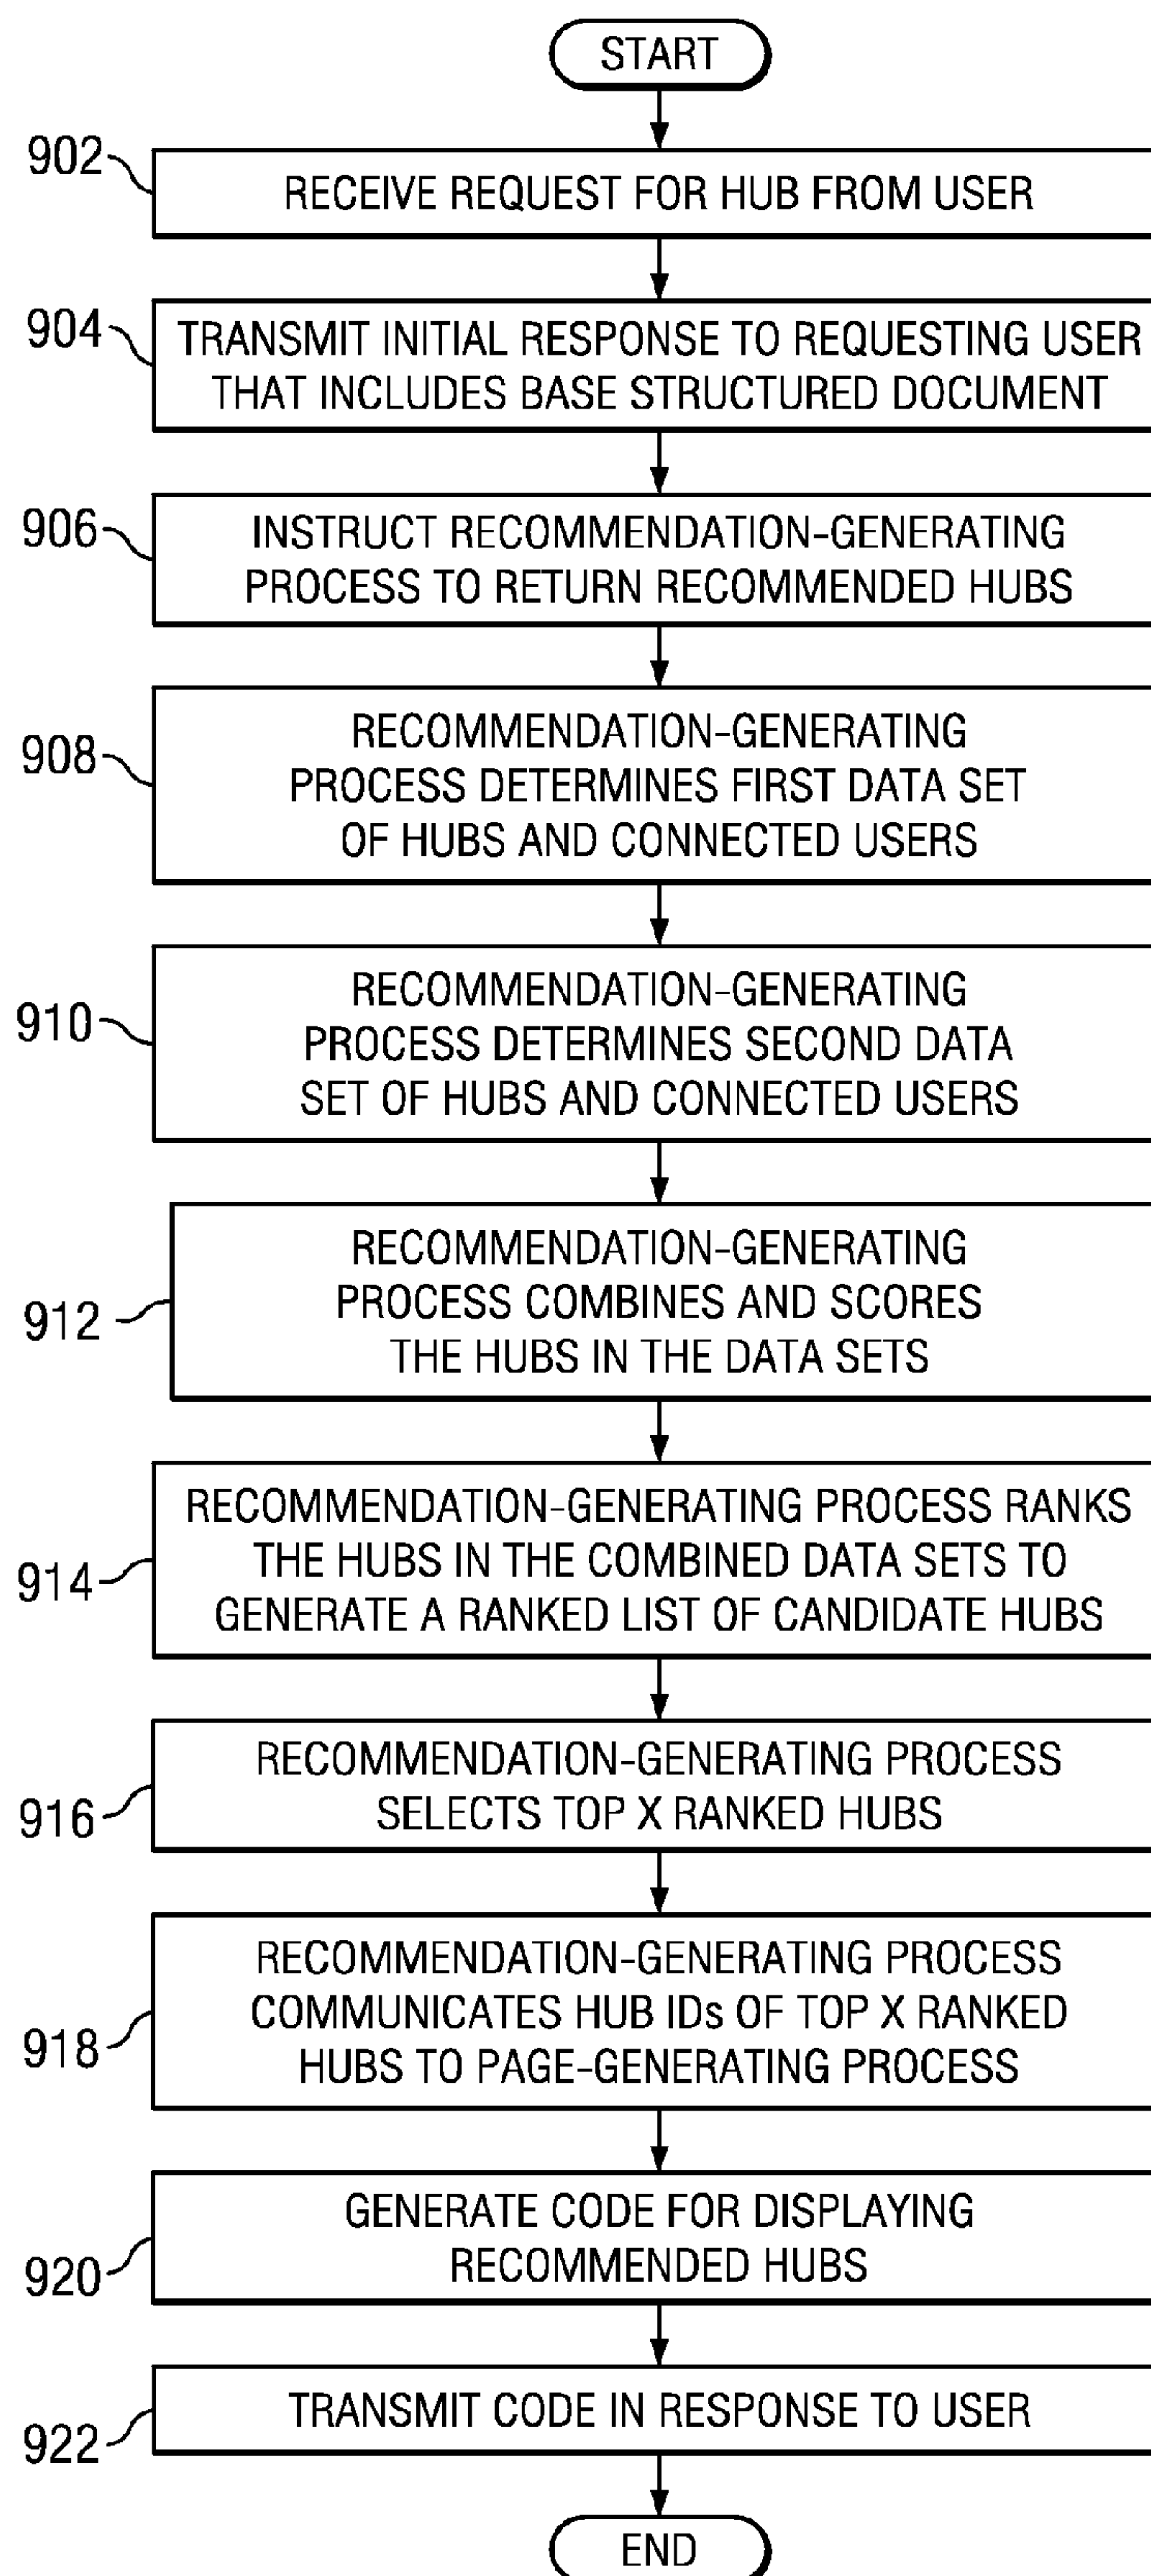 START
902
RECEIVE REQUEST FOR HUB FROM USER
904
TRANSMIT INITIAL RESPONSE TO REQUESTING USER
THAT INCLUDES BASE STRUCTURED DOCUMENT
906
INSTRUCT RECOMMENDATION-GENERATING
PROCESS TO RETURN RECOMMENDED HUBS
908
RECOMMENDATION-GENERATING
PROCESS DETERMINES FIRST DATA SET
OF HUBS AND CONNECTED USERS
910
RECOMMENDATION-GENERATING
PROCESS DETERMINES SECOND DATA
SET OF HUBS AND CONNECTED USERS
912
RECOMMENDATION-GENERATING
PROCESS COMBINES AND SCORES
THE HUBS IN THE DATA SETS
914
RECOMMENDATION-GENERATING PROCESS RANKS
THE HUBS IN THE COMBINED DATA SETS TO
GENERATE A RANKED LIST OF CANDIDATE HUBS
916
RECOMMENDATION-GENERATING PROCESS
SELECTS TOP X RANKED HUBS
918
RECOMMENDATION-GENERATING PROCESS
COMMUNICATES HUB IDs OF TOP X RANKED
HUBS TO PAGE-GENERATING PROCESS
920
GENERATE CODE FOR DISPLAYING
RECOMMENDED HUBS
922
TRANSMIT CODE IN RESPONSE TO USER
END